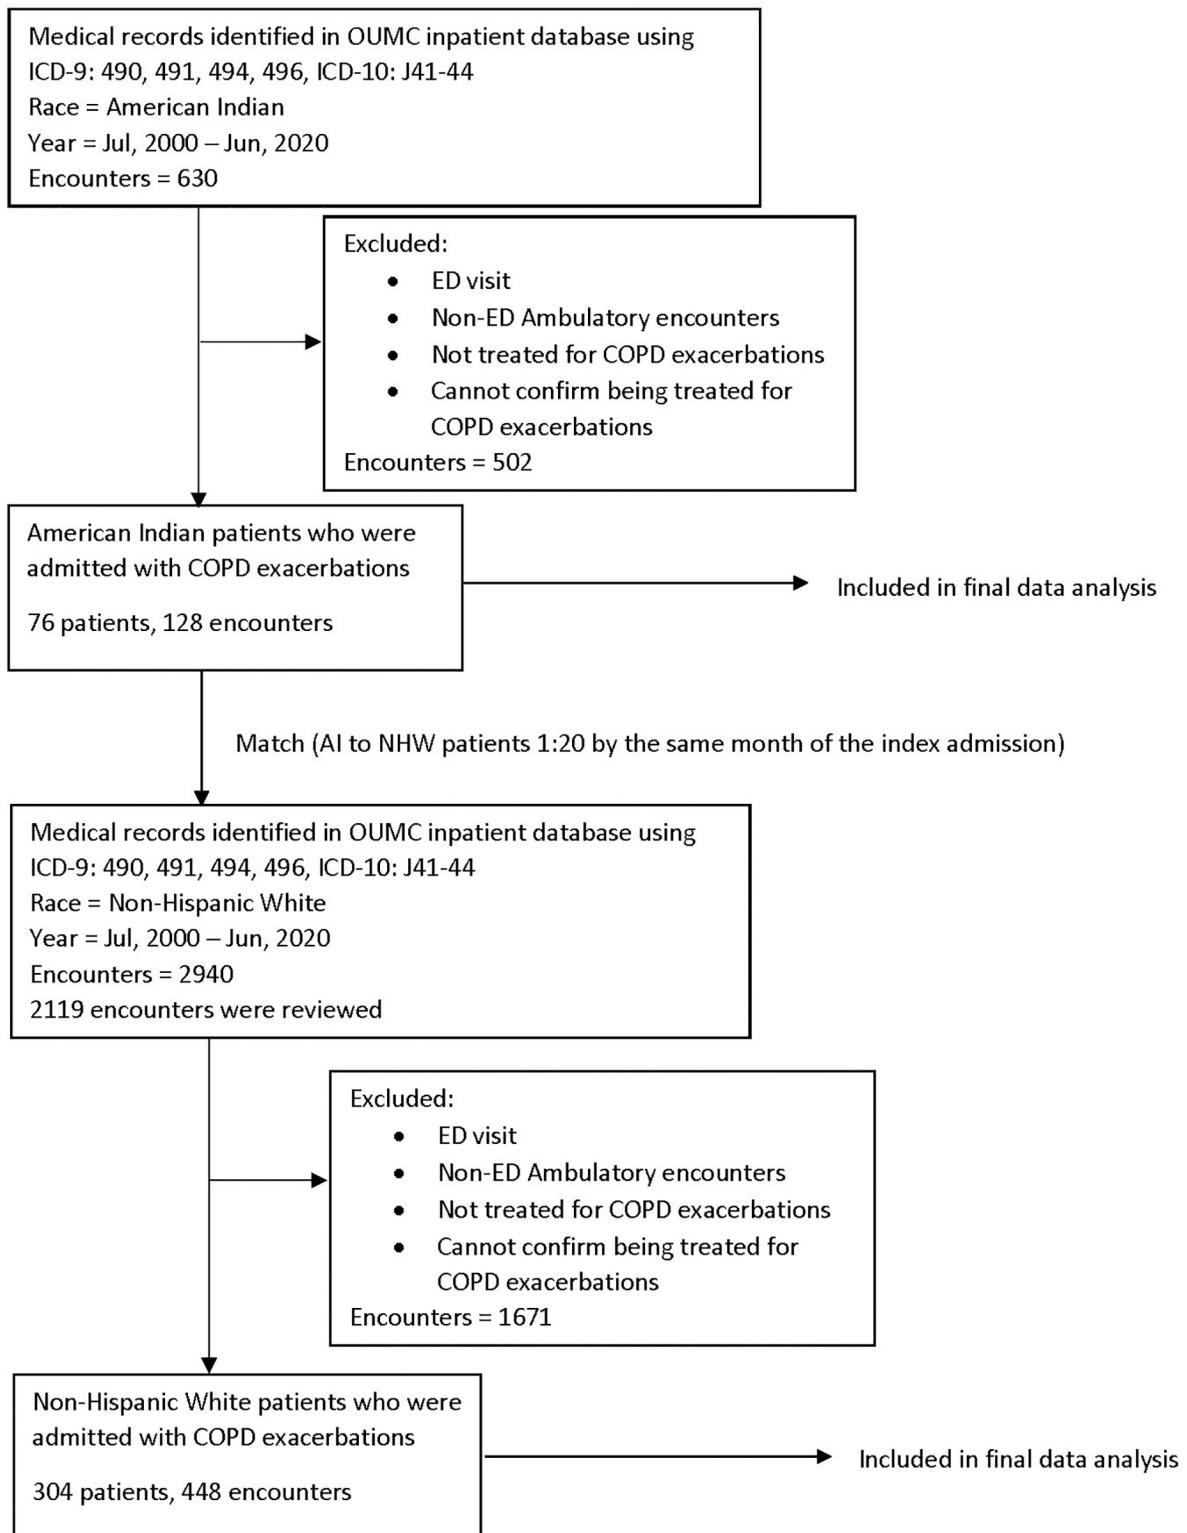 Medical records identified in OUMC inpatient database using
ICD-9: 490, 491, 494, 496, ICD-10: J41-44
Race = American Indian
Year = Jul, 2000 – Jun, 2020
Encounters = 630
Excluded:
• ED visit
• Non-ED Ambulatory encounters
• Not treated for COPD exacerbations
• Cannot confirm being treated for
COPD exacerbations
Encounters = 502
American Indian patients who were
admitted with COPD exacerbations
76 patients, 128 encounters
Included in final data analysis
Match (AI to NHW patients 1:20 by the same month of the index admission)
Medical records identified in OUMC inpatient database using
ICD-9: 490, 491, 494, 496, ICD-10: J41-44
Race = Non-Hispanic White
Year = Jul, 2000 – Jun, 2020
Encounters = 2940
2119 encounters were reviewed
Excluded:
• ED visit
• Non-ED Ambulatory encounters
• Not treated for COPD exacerbations
• Cannot confirm being treated for
COPD exacerbations
Encounters = 1671
Non-Hispanic White patients who were
admitted with COPD exacerbations
304 patients, 448 encounters
Included in final data analysis